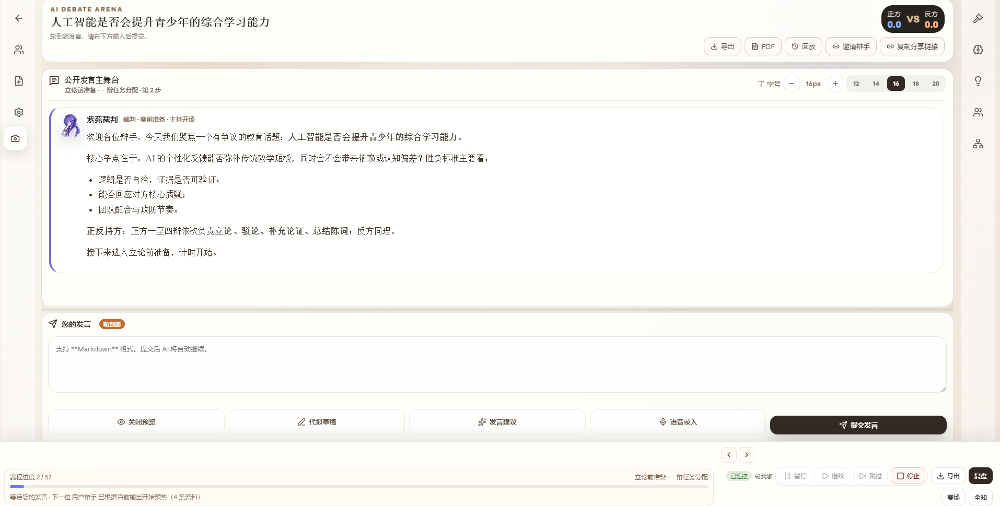 AI DEBATE ARENA
人工智能是否会提升青少年的综合学习能力
轮到您发言，请在下方输入后提交。
正方 VS 反方
0.0 0.0
导出
PDF
回放
邀请辩手
复制分享链接
公开发言主舞台
立论前准备 · 一辩任务分配 · 第 2 步
字号
16px
12 14 16 18 20
紫苑裁判 裁判 · 赛前准备 · 主持开场
欢迎各位辩手，今天我们聚焦一个有争议的教育话题：人工智能是否会提升青少年的综合学习能力。
核心争点在于：AI 的个性化反馈能否弥补传统教学短板，同时会不会带来依赖或认知偏差？胜负标准主要看：
• 逻辑是否自洽，证据是否可验证；
• 能否回应对方核心质疑；
• 团队配合与攻防节奏。
正反持方：正方一至四辩依次负责立论、驳论、补充论证、总结陈词；反方同理。
接下来进入立论前准备，计时开始。
您的发言 轮到您
支持 **Markdown** 格式。提交后 AI 将自动继续。
关闭预览
代拟草稿
发言建议
语音录入
提交发言
赛程进度 2 / 57
立论前准备 · 一辩任务分配
等待您的发言 · 下一位 用户辩手 已根据当前输出开始预热（4 条资料）
已连接 轮到您
暂停
继续
跳过
停止
导出
复盘
赛场
全知